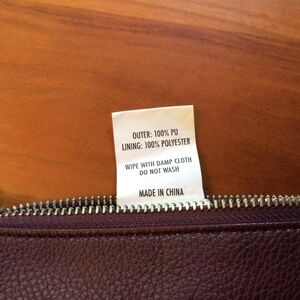 OUTER: 100% PU
LINING: 100% POLYESTER
WIPE WITH DAMP CLOTH
DO NOT WASH
MADE IN CHINA